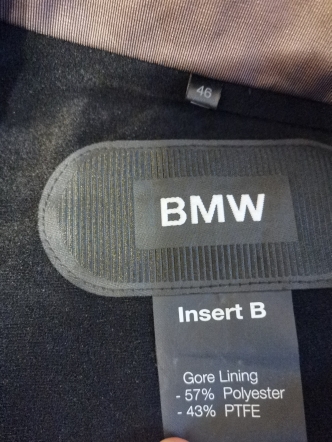 46
BMW
Insert B
Gore Lining
- 57% Polyester
- 43% PTFE